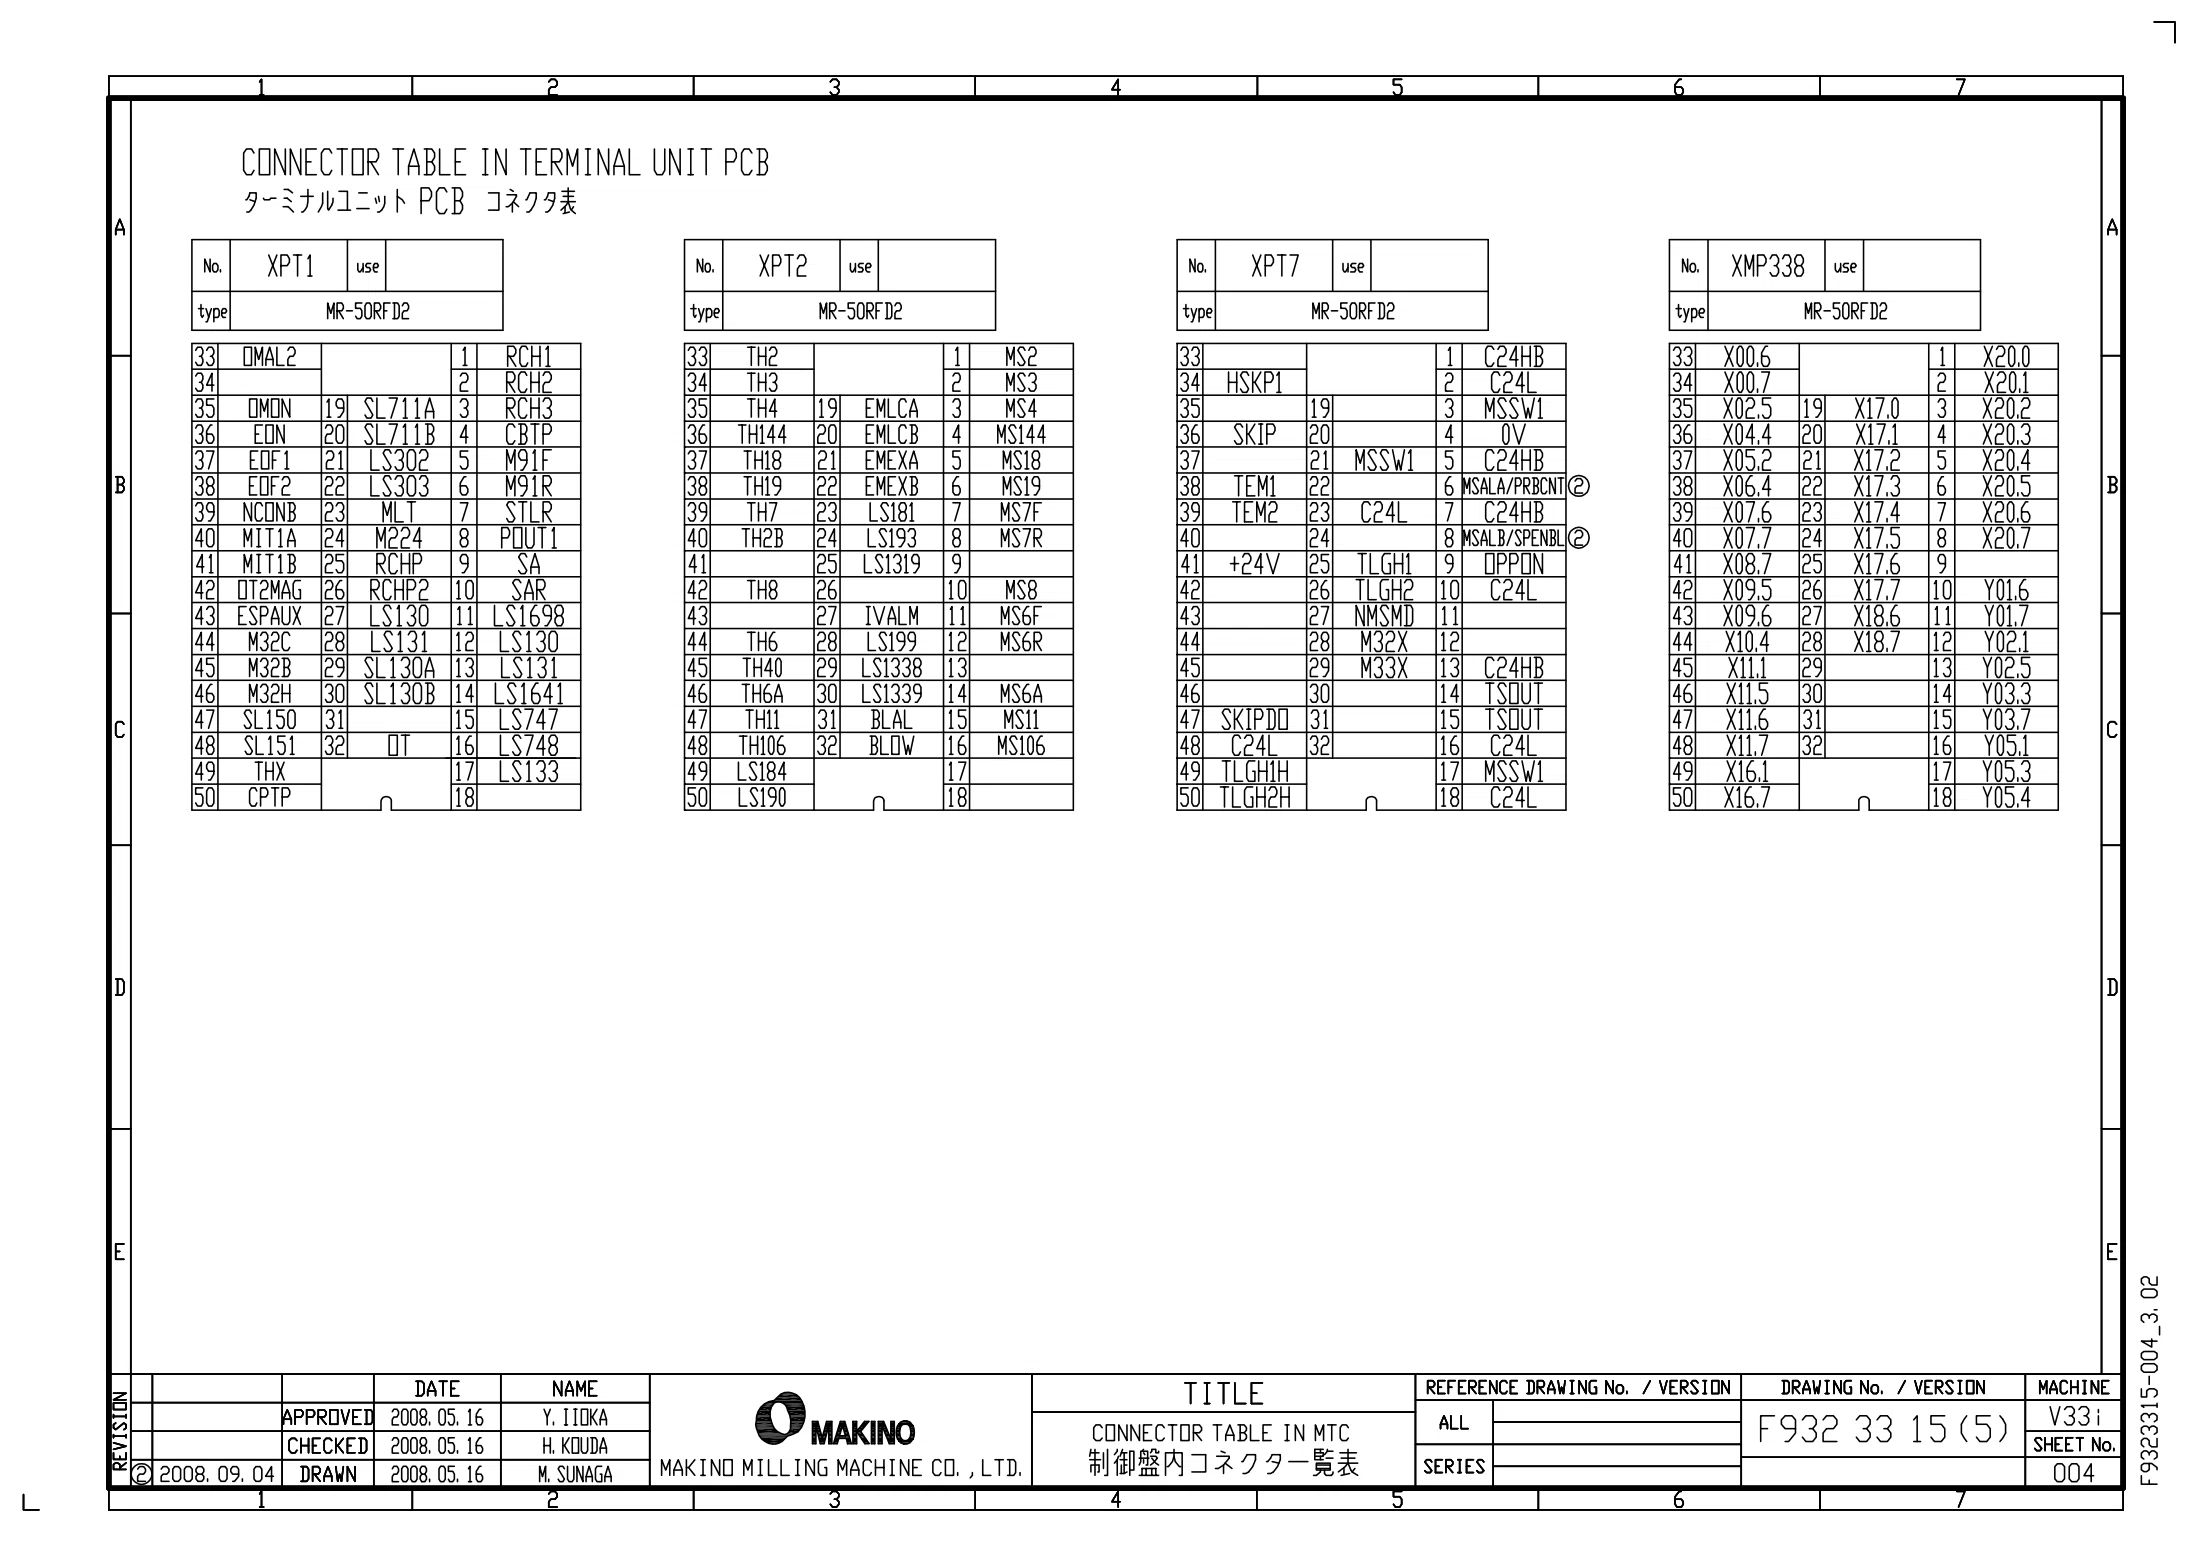 1 2 3 4 5 6 7
CONNECTOR TABLE IN TERMINAL UNIT PCB
ターミナルユニット PCB コネクタ表
A A
No. XPT1 use No. XPT2 use No. XPT7 use No. XMP338 use
type MR-50RFD2 type MR-50RFD2 type MR-50RFD2 type MR-50RFD2
33 OMAL2 1 RCH1 33 TH2 1 MS2 33 1 C24HB 33 X00.6 1 X20.0
34 2 RCH2 34 TH3 2 MS3 34 HSKP1 2 C24L 34 X00.7 2 X20.1
35 OMON 19 SL711A 3 RCH3 35 TH4 19 EMLCA 3 MS4 35 19 3 MSSW1 35 X02.5 19 X17.0 3 X20.2
36 EON 20 SL711B 4 CBTP 36 TH144 20 EMLCB 4 MS144 36 SKIP 20 4 0V 36 X04.4 20 X17.1 4 X20.3
37 EOF1 21 LS302 5 M91F 37 TH18 21 EMEXA 5 MS18 37 21 MSSW1 5 C24HB 37 X05.2 21 X17.2 5 X20.4
B 38 EOF2 22 LS303 6 M91R 38 TH19 22 EMEXB 6 MS19 38 TEM1 22 6 MSALA/PRBCNT ② 38 X06.4 22 X17.3 6 X20.5 B
39 NCONB 23 MLT 7 STLR 39 TH7 23 LS181 7 MS7F 39 TEM2 23 C24L 7 C24HB 39 X07.6 23 X17.4 7 X20.6
40 MIT1A 24 M224 8 POUT1 40 TH2B 24 LS193 8 MS7R 40 24 8 MSALB/SPENBL ② 40 X07.7 24 X17.5 8 X20.7
41 MIT1B 25 RCHP 9 SA 41 25 LS1319 9 41 +24V 25 TLGH1 9 OPPON 41 X08.7 25 X17.6 9
42 OT2MAG 26 RCHP2 10 SAR 42 TH8 26 10 MS8 42 26 TLGH2 10 C24L 42 X09.5 26 X17.7 10 Y01.6
43 ESPAUX 27 LS130 11 LS1698 43 27 IVALM 11 MS6F 43 27 NMSMD 11 43 X09.6 27 X18.6 11 Y01.7
44 M32C 28 LS131 12 LS130 44 TH6 28 LS199 12 MS6R 44 28 M32X 12 44 X10.4 28 X18.7 12 Y02.1
45 M32B 29 SL130A 13 LS131 45 TH40 29 LS1338 13 45 29 M33X 13 C24HB 45 X11.1 29 13 Y02.5
46 M32H 30 SL130B 14 LS1641 46 TH6A 30 LS1339 14 MS6A 46 30 14 TSOUT 46 X11.5 30 14 Y03.3
C 47 SL150 31 15 LS747 47 TH11 31 BLAL 15 MS11 47 SKIPDO 31 15 TSOUT 47 X11.6 31 15 Y03.7 C
48 SL151 32 OT 16 LS748 48 TH106 32 BLOW 16 MS106 48 C24L 32 16 C24L 48 X11.7 32 16 Y05.1
49 THX 17 LS133 49 LS184 17 49 TLGH1H 17 MSSW1 49 X16.1 17 Y05.3
50 CPTP 18 50 LS190 18 50 TLGH2H 18 C24L 50 X16.7 18 Y05.4
D D
E E
REVISION
DATE NAME
APPROVED 2008. 05. 16 Y. IIOKA
CHECKED 2008. 05. 16 H. KOUDA
② 2008. 09. 04 DRAWN 2008. 05. 16 M. SUNAGA
MAKINO
MAKINO MILLING MACHINE CO. , LTD.
TITLE
CONNECTOR TABLE IN MTC
制御盤内コネクタ一覧表
REFERENCE DRAWING No. / VERSION
ALL
SERIES
DRAWING No. / VERSION
F932 33 15(5)
MACHINE
V33i
SHEET No.
004
1 2 3 4 5 6 7
F9323315-004_3. 02